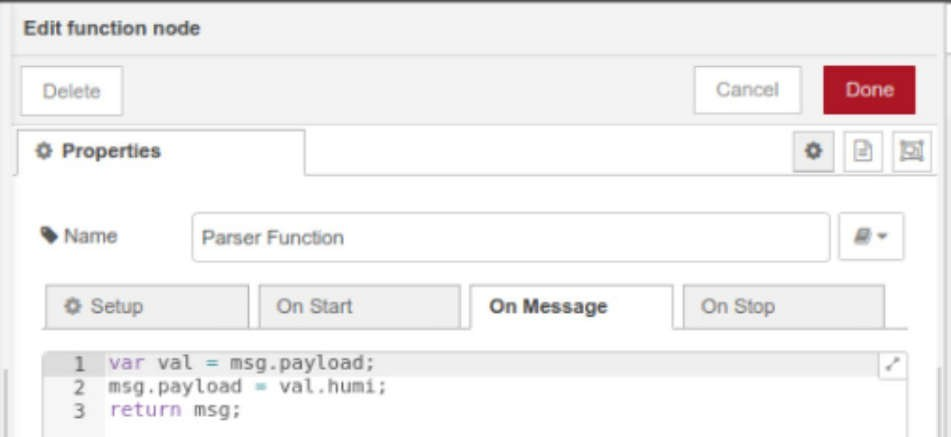 Edit function node
Delete
Cancel
Done
Properties
Name
Parser Function
Setup
On Start
On Message
On Stop
1 var val = msg.payload;
2 msg.payload = val.humi;
3 return msg;